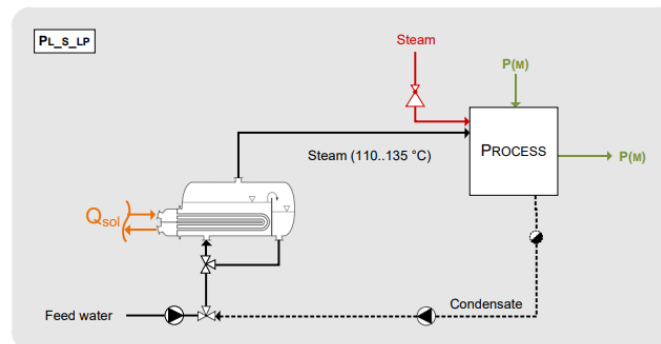 PL_S_LP
Steam
P(M)
Steam (110..135 °C)
PROCESS
P(M)
Qsol
Feed water
Condensate